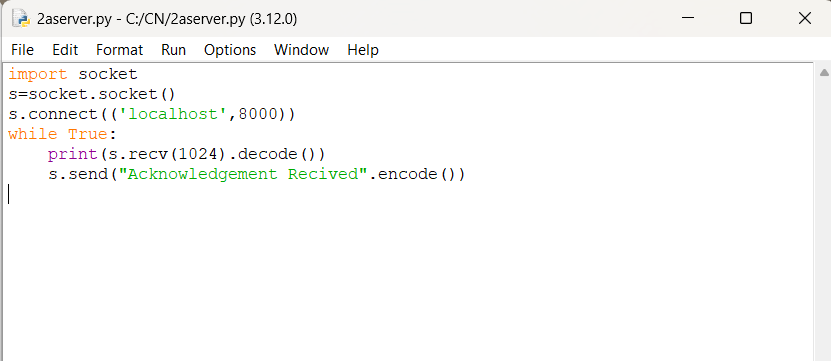 2aserver.py - C:/CN/2aserver.py (3.12.0)
File Edit Format Run Options Window Help
import socket
s=socket.socket()
s.connect(('localhost',8000))
while True:
    print(s.recv(1024).decode())
    s.send("Acknowledgement Recived".encode())